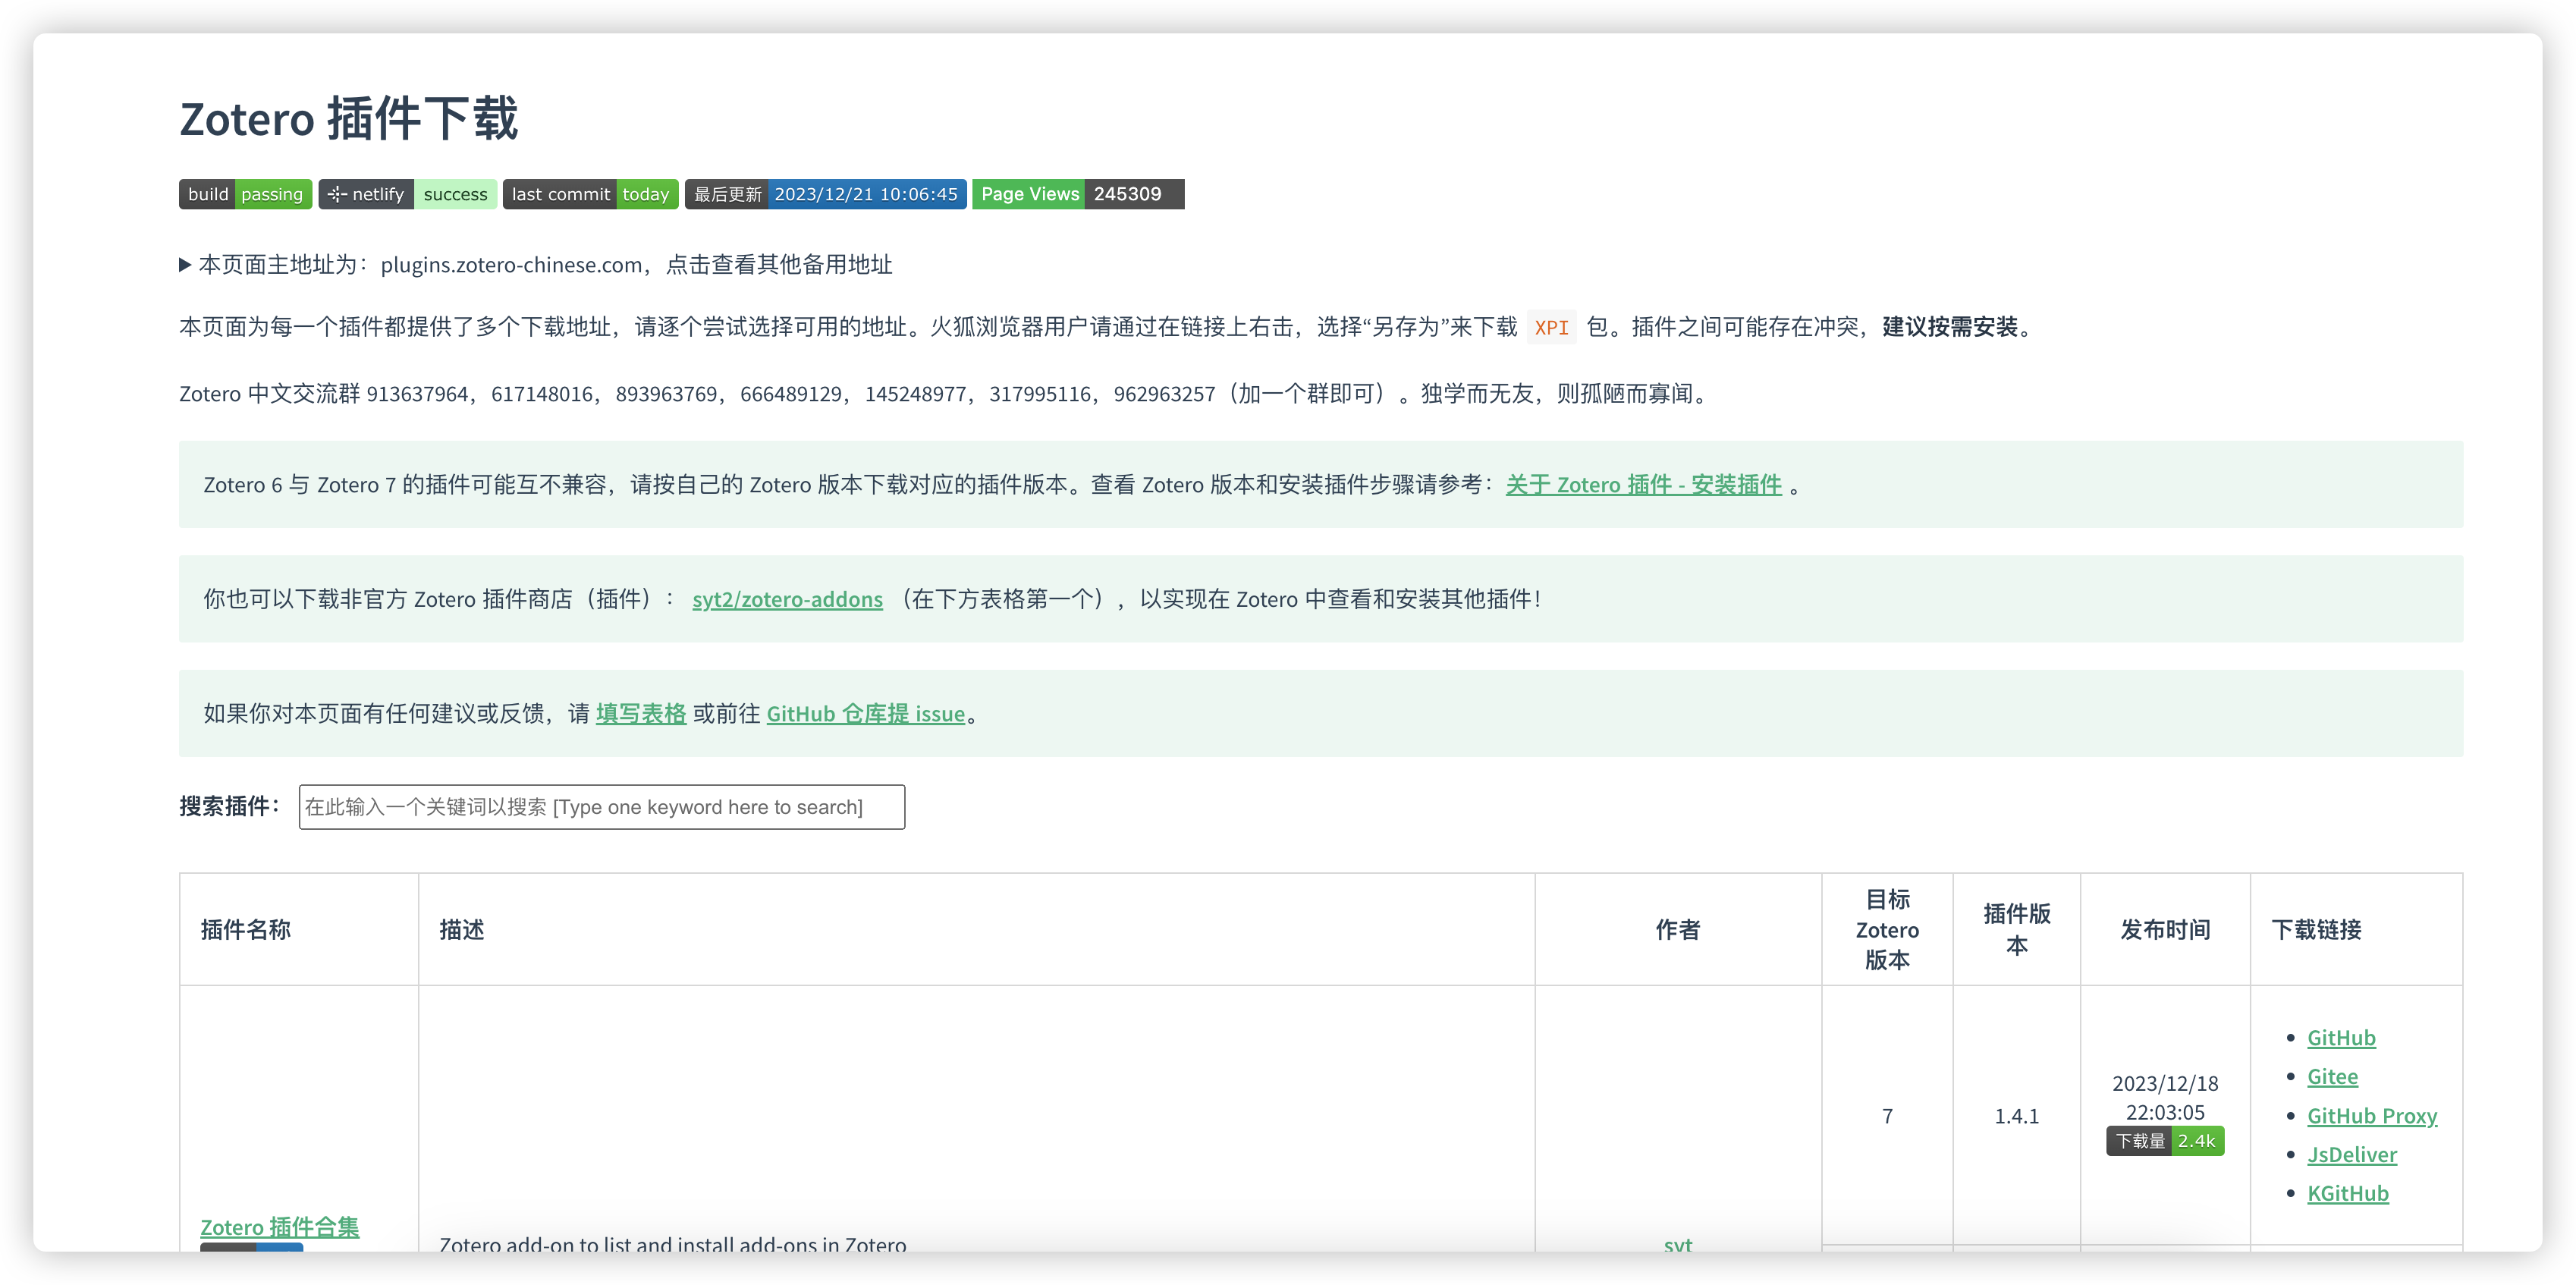 Zotero 插件下载
build passing netlify success last commit today 最后更新 2023/12/21 10:06:45 Page Views 245309
▶ 本页面主地址为：plugins.zotero-chinese.com，点击查看其他备用地址
本页面为每一个插件都提供了多个下载地址，请逐个尝试选择可用的地址。火狐浏览器用户请通过在链接上右击，选择“另存为”来下载 XPI 包。插件之间可能存在冲突，建议按需安装。
Zotero 中文交流群 913637964，617148016，893963769，666489129，145248977，317995116，962963257（加一个群即可）。独学而无友，则孤陋而寡闻。
Zotero 6 与 Zotero 7 的插件可能互不兼容，请按自己的 Zotero 版本下载对应的插件版本。查看 Zotero 版本和安装插件步骤请参考：关于 Zotero 插件 - 安装插件 。
你也可以下载非官方 Zotero 插件商店（插件）： syt2/zotero-addons （在下方表格第一个），以实现在 Zotero 中查看和安装其他插件！
如果你对本页面有任何建议或反馈，请 填写表格 或前往 GitHub 仓库提 issue。
搜索插件： 在此输入一个关键词以搜索 [Type one keyword here to search]
插件名称
描述
作者
目标
Zotero
版本
插件版
本
发布时间
下载链接
Zotero 插件合集
Zotero add-on to list and install add-ons in Zotero
syt
7
1.4.1
2023/12/18
22:03:05
下载量 2.4k
• GitHub
• Gitee
• GitHub Proxy
• JsDeliver
• KGitHub